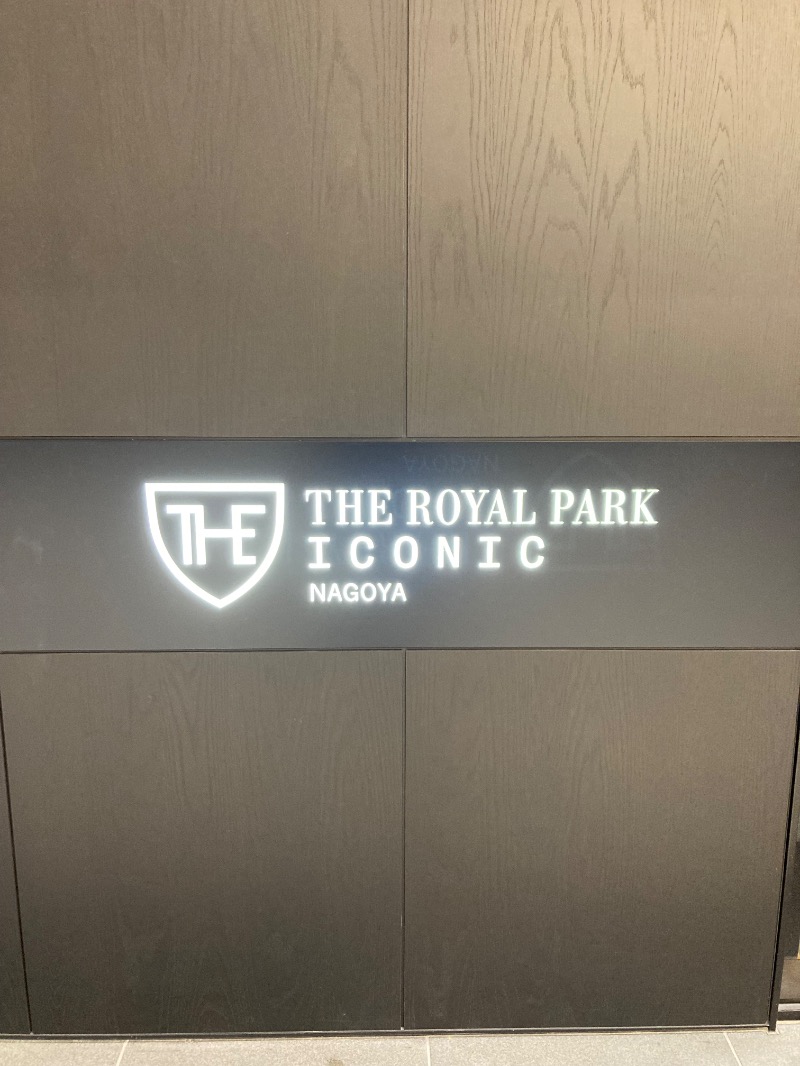 THE
THE ROYAL PARK
ICONIC
NAGOYA